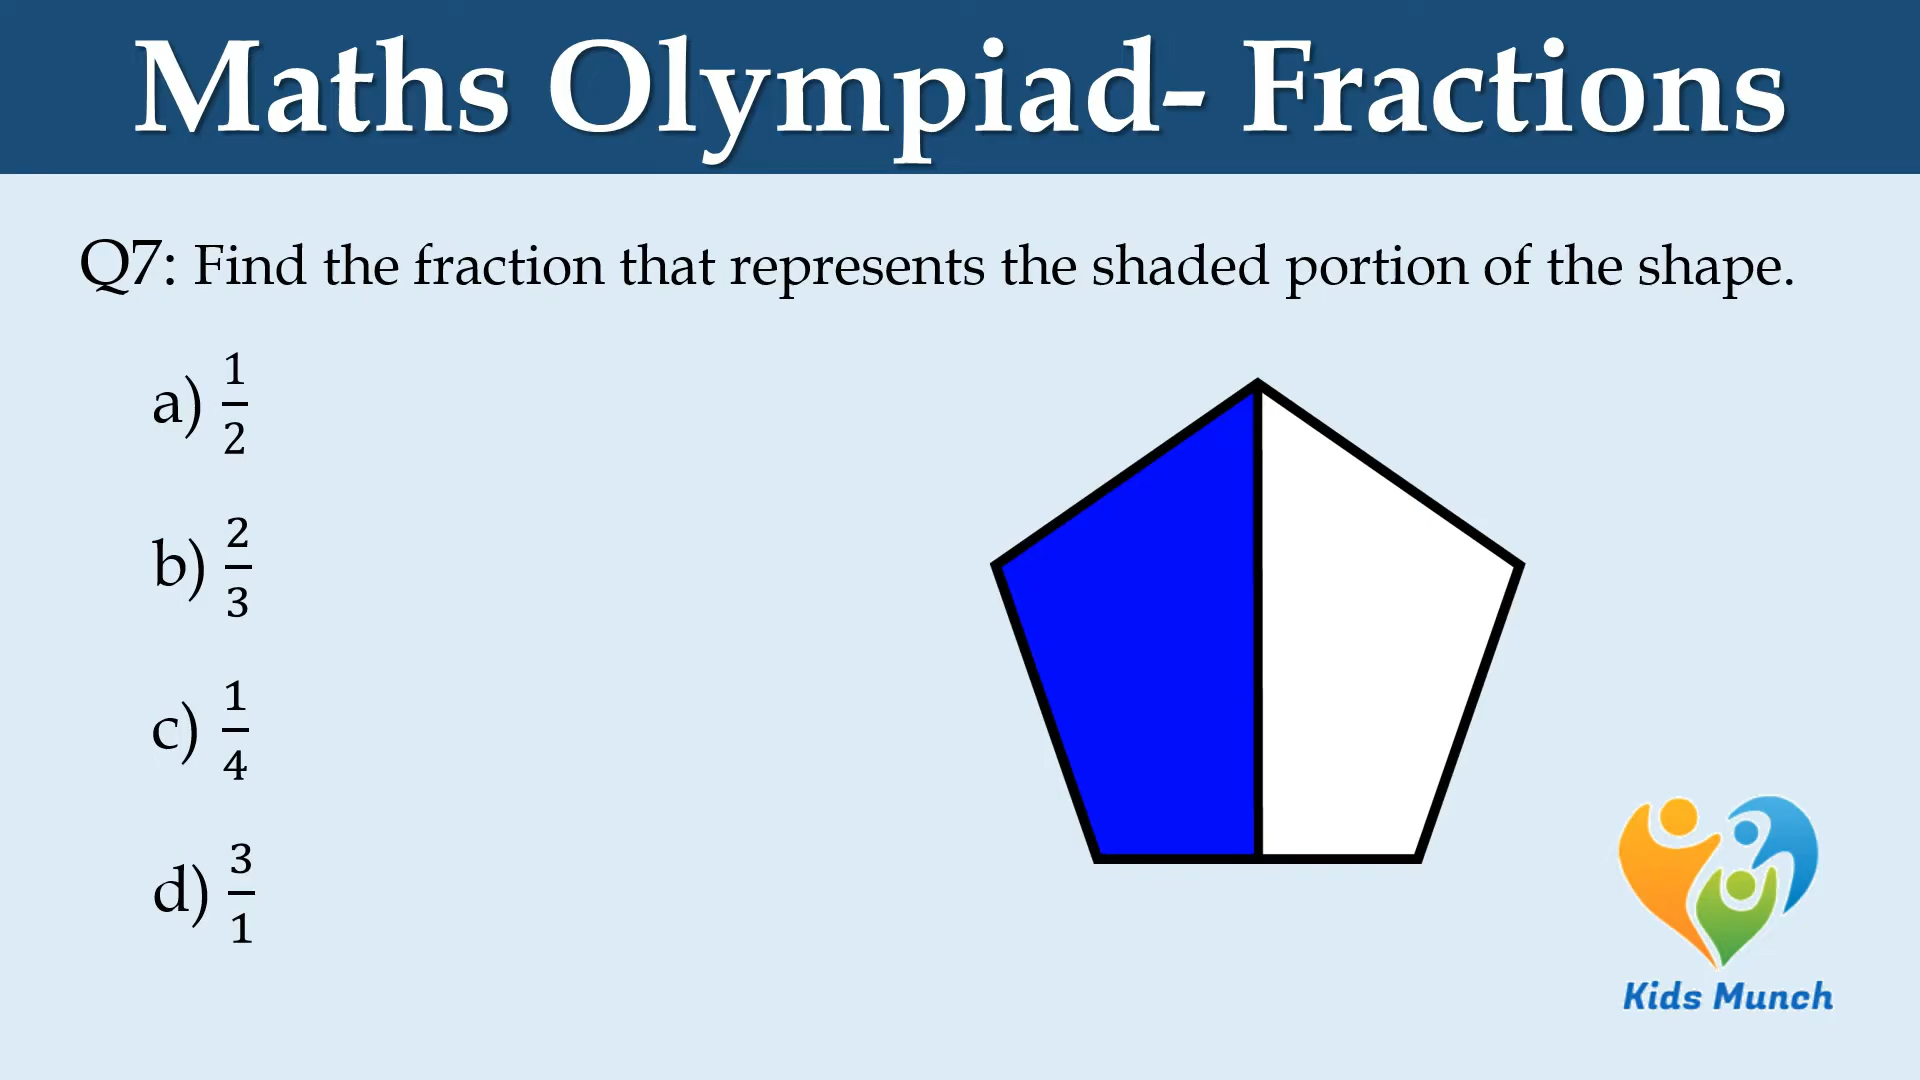 Maths Olympiad- Fractions
Q7: Find the fraction that represents the shaded portion of the shape.
a) 1/2
b) 2/3
c) 1/4
d) 3/1
Kids Munch